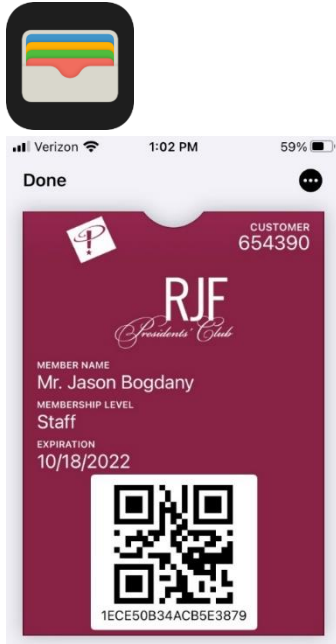 Verizon 1:02 PM 59%
Done
CUSTOMER
654390
RJF
Presidents' Club
MEMBER NAME
Mr. Jason Bogdany
MEMBERSHIP LEVEL
Staff
EXPIRATION
10/18/2022
1ECE50B34ACB5E3879